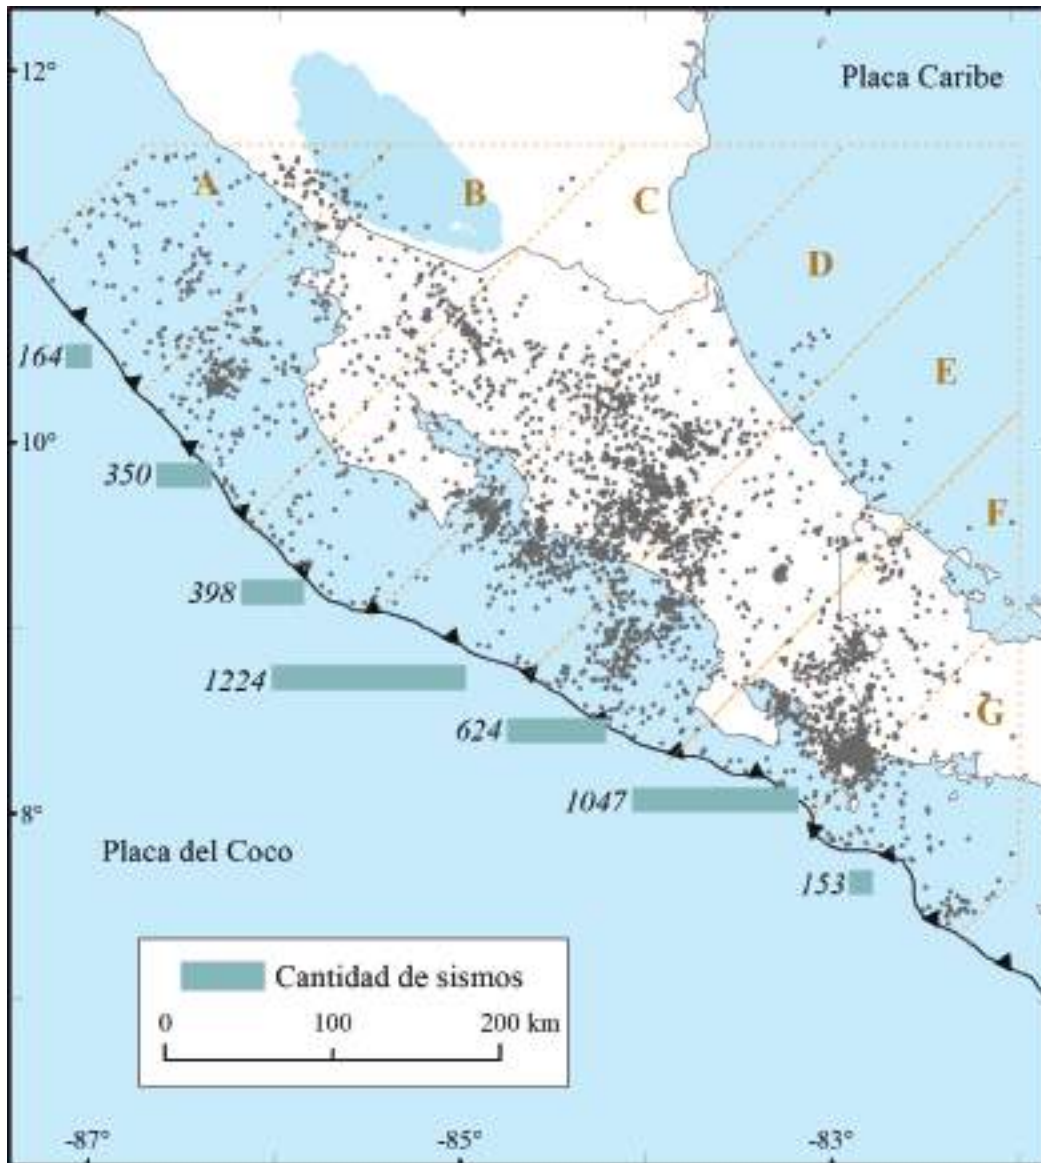 12°
Placa Caribe
A
B
C
D
E
F
G
164
10°
350
398
1224
624
1047
8°
Placa del Coco
153
Cantidad de sismos
0 100 200 km
-87° -85° -83°